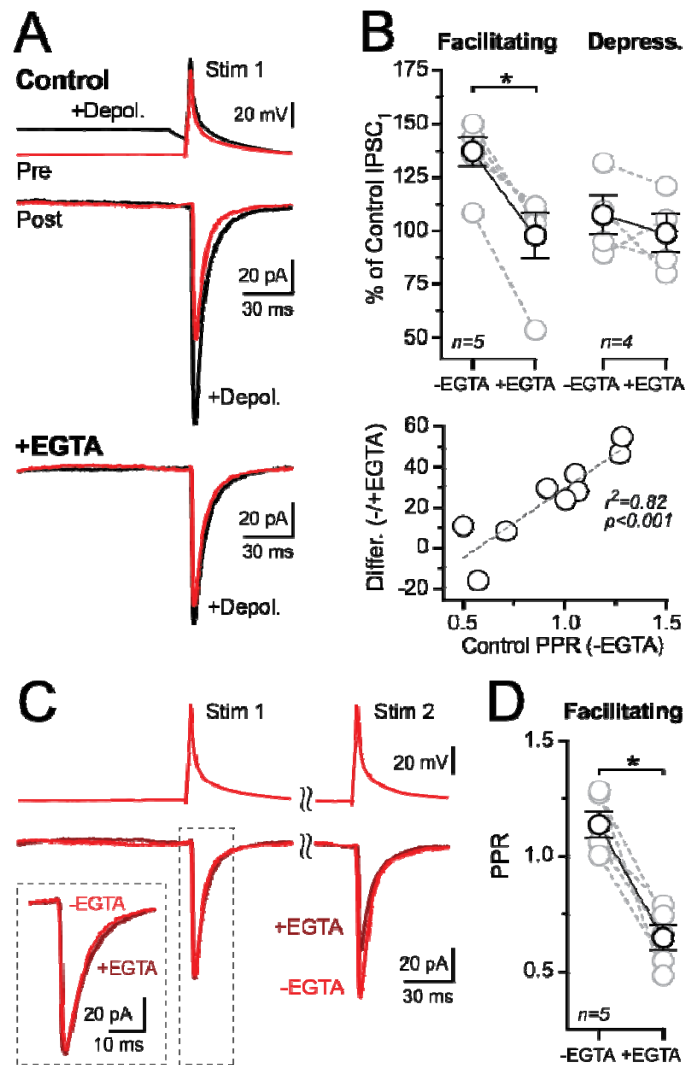 A
Control
Stim 1
+Depol.
20 mV
Pre
Post
20 pA
30 ms
+Depol.
+EGTA
20 pA
30 ms
+Depol.
B
Facilitating Depress.
*
% of Control IPSC1
175
150
125
100
75
50
n=5
n=4
-EGTA +EGTA -EGTA +EGTA
Differ. (-/+EGTA)
60
40
20
0
-20
r²=0.82
p<0.001
0.5 1.0 1.5
Control PPR (-EGTA)
C
Stim 1 Stim 2
20 mV
-EGTA
+EGTA
20 pA
10 ms
+EGTA
-EGTA
20 pA
30 ms
D
Facilitating
*
PPR
1.5
1.0
0.5
n=5
-EGTA +EGTA